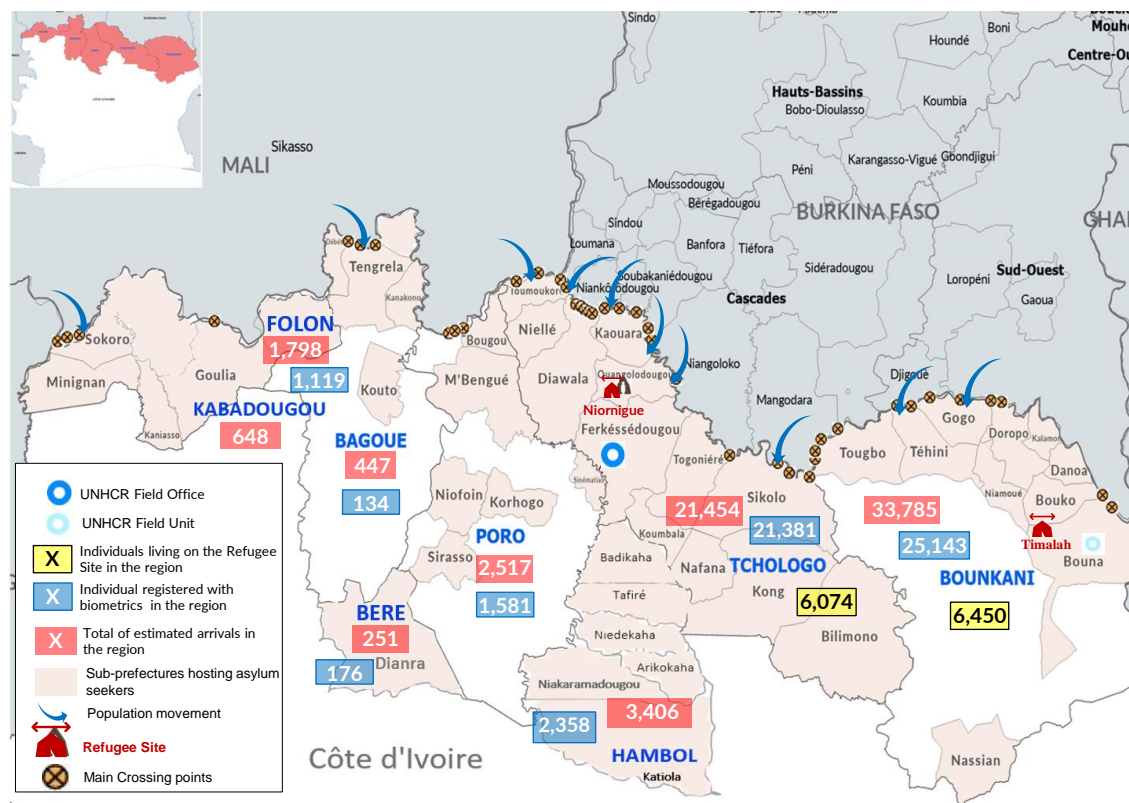 Sindo
Boni
Houndé
Mouho
Centre-Ou
Hauts-Bassins
Bobo-Dioulasso
Koumbia
Sikasso
MALI
Péni
Karangasso-Vigué
Gbondjigui
Moussodougou
Bérégadougou
BURKINA FASO
GHAN
Sindou
Loumana
Banfora
Tiéfora
Soubakaniédougou
Niankorodougou
Sidéradougou
Loropéni
Sud-Ouest
Gaoua
Cascades
Débété
Tengrela
Kanakono
Toumoukoro
Sokoro
FOLON
1,798
1,119
Bougou
Niellé
Kaouara
Niangoloko
Djigoué
Minignan
Goulia
Kouto
M'Bengué
Diawala
Ouangolodougou
Mangodara
KABADOUGOU
648
Niornigue
Gogo
Kaniasso
BAGOUE
447
134
Ferkéssédougou
Togoniéré
Tougbo
Téhini
Doropo
Kalamon
Danoa
Sinématiali
Niofoin
Korhogo
Sikolo
21,454
21,381
33,785
25,143
Niamoué
Bouko
Timalah
Bouna
PORO
2,517
1,581
Sirasso
Koumbala
Badikaha
Nafana
TCHOLOGO
Kong
6,074
BOUNKANI
6,450
Tafiré
BERE
251
176
Dianra
Niedekaha
Bilimono
Arikokaha
Niakaramadougou
3,406
2,358
HAMBOL
Katiola
Nassian
Côte d'Ivoire
UNHCR Field Office
UNHCR Field Unit
X
Individuals living on the Refugee
Site in the region
X
Individual registered with
biometrics in the region
X
Total of estimated arrivals in
the region
Sub-prefectures hosting asylum
seekers
Population movement
Refugee Site
Main Crossing points